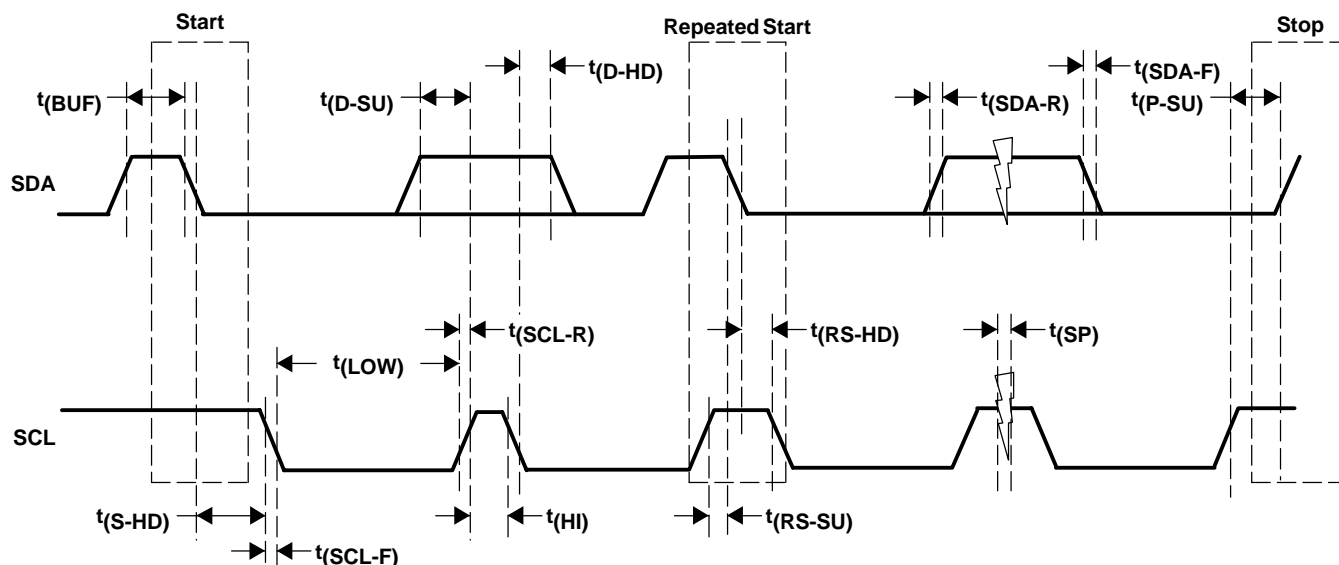 Start
Repeated Start
Stop
t(BUF)
t(D-SU)
t(D-HD)
t(SDA-R)
t(SDA-F)
t(P-SU)
SDA
t(SCL-R)
t(LOW)
t(RS-HD)
t(SP)
SCL
t(S-HD)
t(SCL-F)
t(HI)
t(RS-SU)